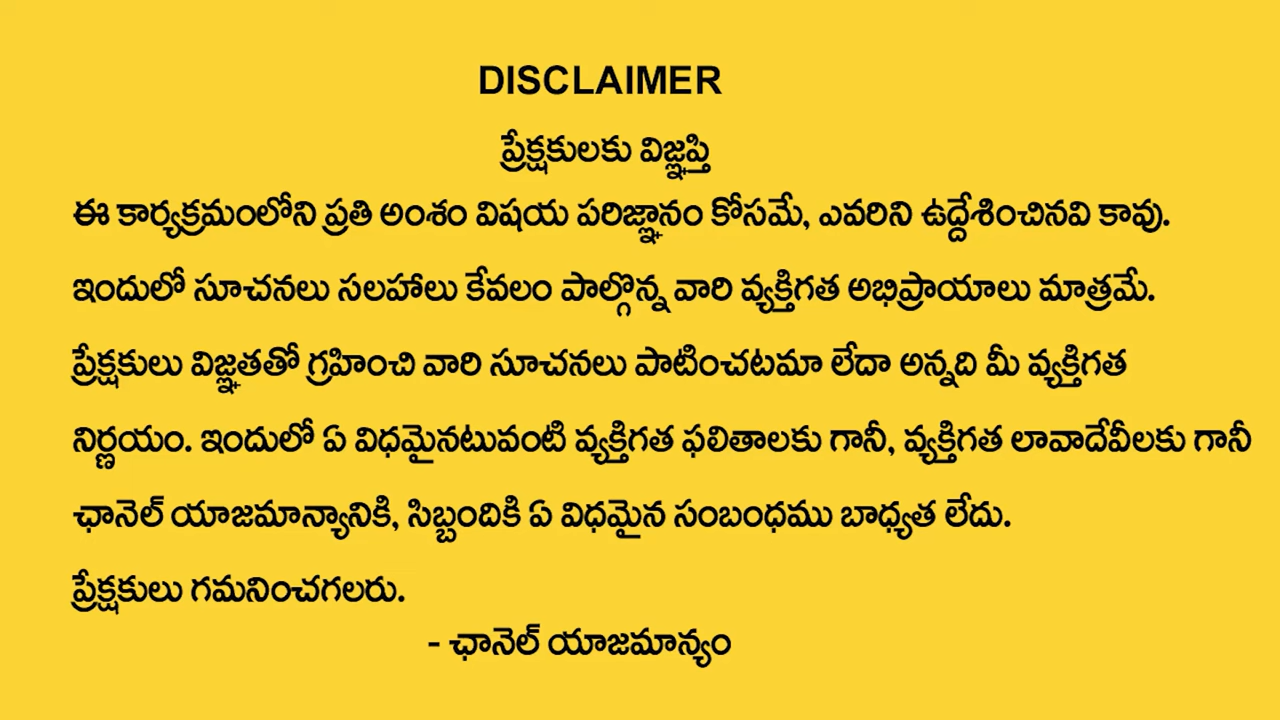 DISCLAIMER
ప్రేక్షకులకు విజ్ఞప్తి
ఈ కార్యక్రమంలోని ప్రతి అంశం విషయ పరిజ్ఞానం కోసమే, ఎవరిని ఉద్దేశించినవి కావు.
ఇందులో సూచనలు సలహాలు కేవలం పాల్గొన్న వారి వ్యక్తిగత అభిప్రాయాలు మాత్రమే.
ప్రేక్షకులు విజ్ఞతతో గ్రహించి వారి సూచనలు పాటించటమా లేదా అన్నది మీ వ్యక్తిగత
నిర్ణయం. ఇందులో ఏ విధమైనటువంటి వ్యక్తిగత ఫలితాలకు గానీ, వ్యక్తిగత లావాదేవీలకు గానీ
ఛానెల్ యాజమాన్యానికి, సిబ్బందికి ఏ విధమైన సంబంధము బాధ్యత లేదు.
ప్రేక్షకులు గమనించగలరు.
- ఛానెల్ యాజమాన్యం